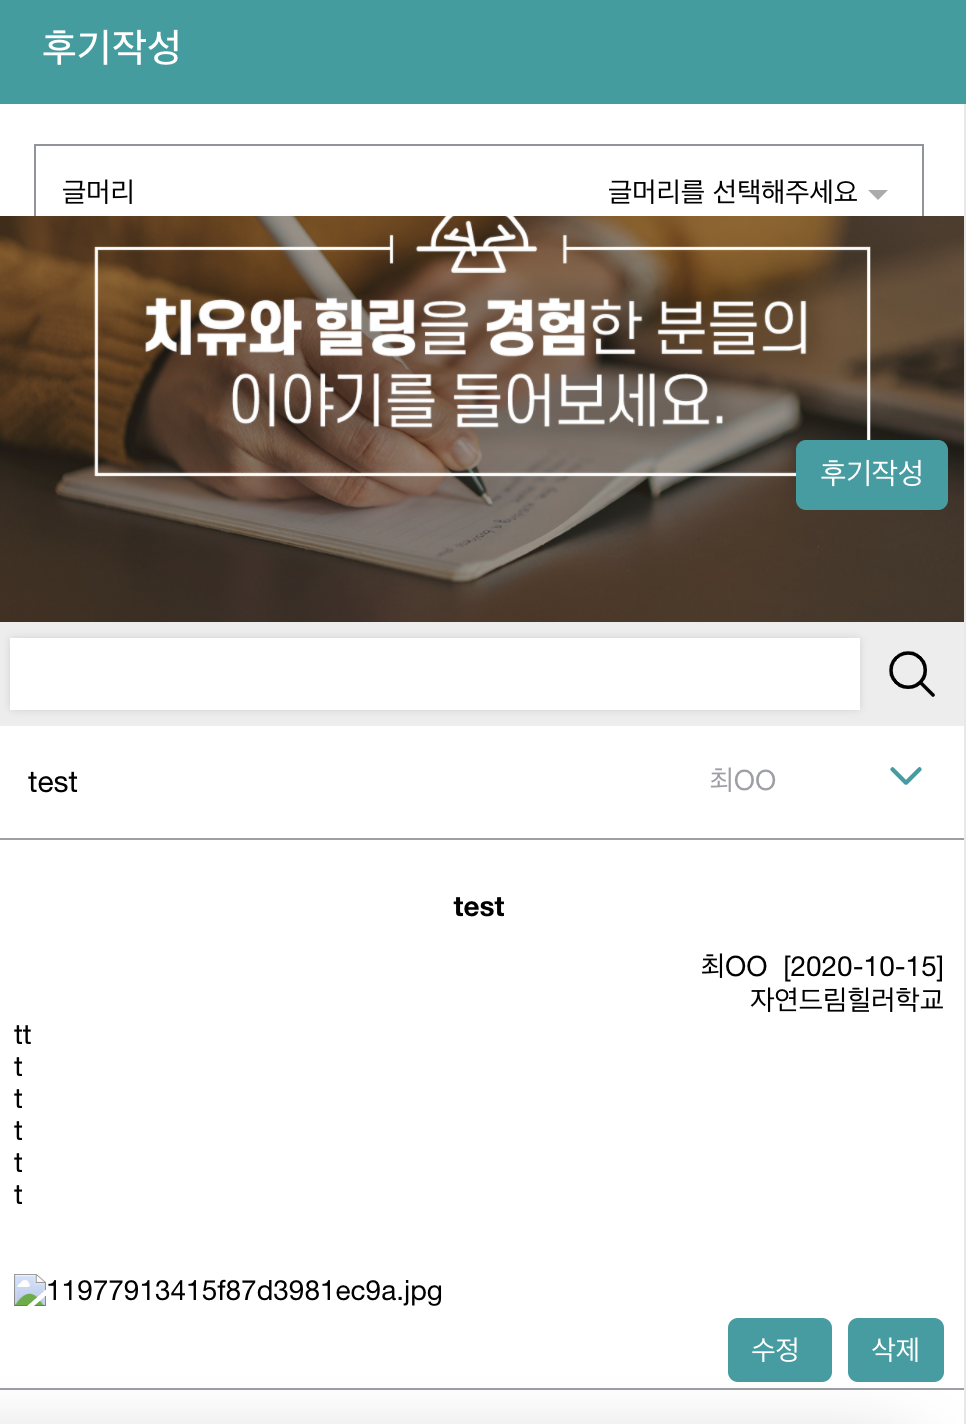 후기작성
글머리 글머리를 선택해주세요
치유와 힐링을 경험한 분들의
이야기를 들어보세요.
후기작성
test 최OO
test
최OO [2020-10-15]
자연드림힐러학교
tt
t
t
t
t
t
11977913415f87d3981ec9a.jpg
수정 삭제